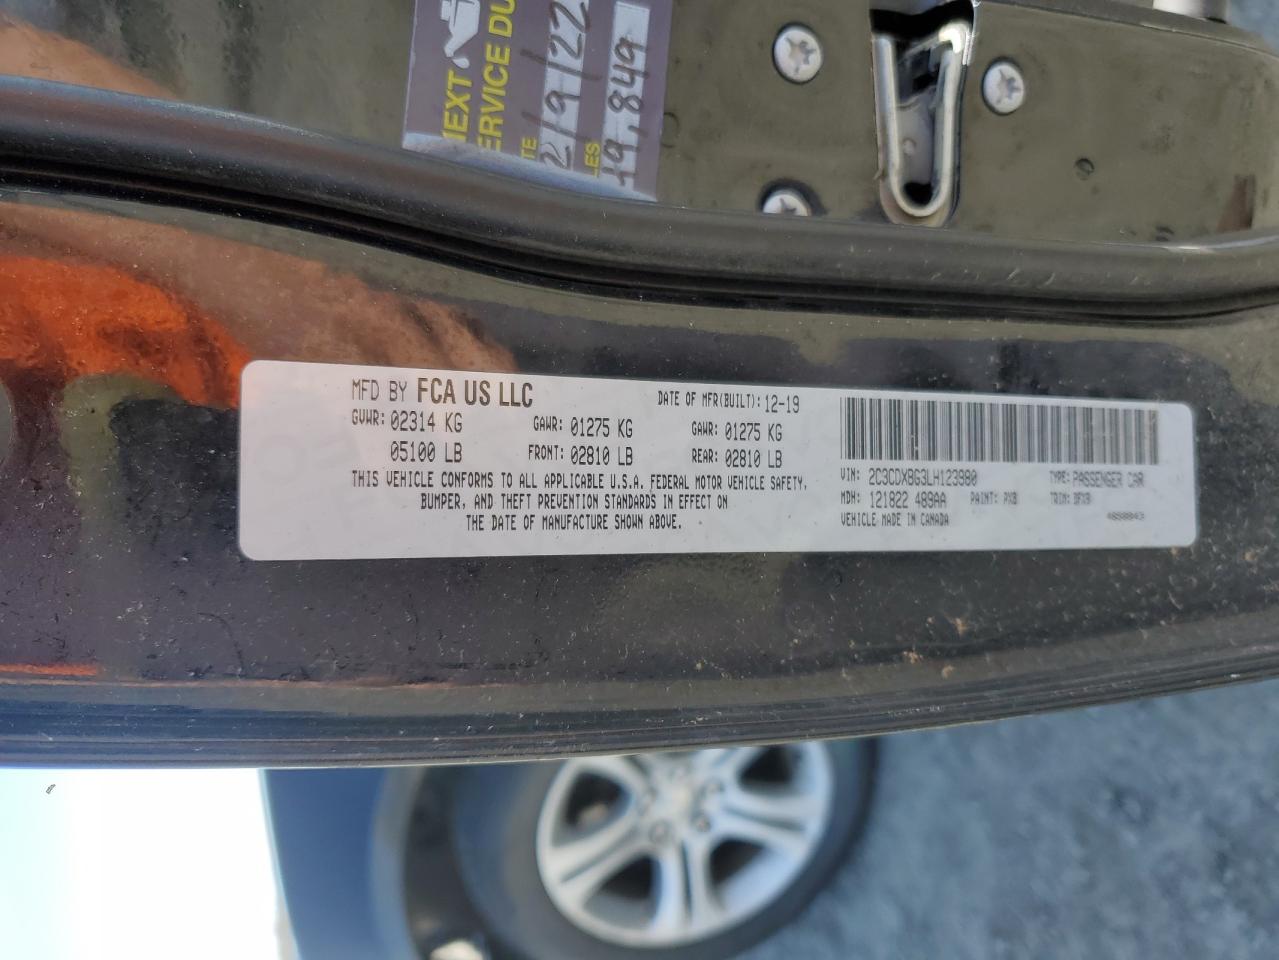 NEXT
SERVICE DU
TE 2/9/22
LES 49,849
MFD BY FCA US LLC
DATE OF MFR(BUILT): 12-19
GVWR: 02314 KG GAWR: 01275 KG GAWR: 01275 KG
05100 LB FRONT: 02810 LB REAR: 02810 LB
THIS VEHICLE CONFORMS TO ALL APPLICABLE U.S.A. FEDERAL MOTOR VEHICLE SAFETY,
BUMPER, AND THEFT PREVENTION STANDARDS IN EFFECT ON
THE DATE OF MANUFACTURE SHOWN ABOVE.
VIN: 2C3CDXBG3LH123980 TYPE: PASSENGER CAR
MDH: 121822 489AA PAINT: PXB TRIM:
VEHICLE MADE IN CANADA